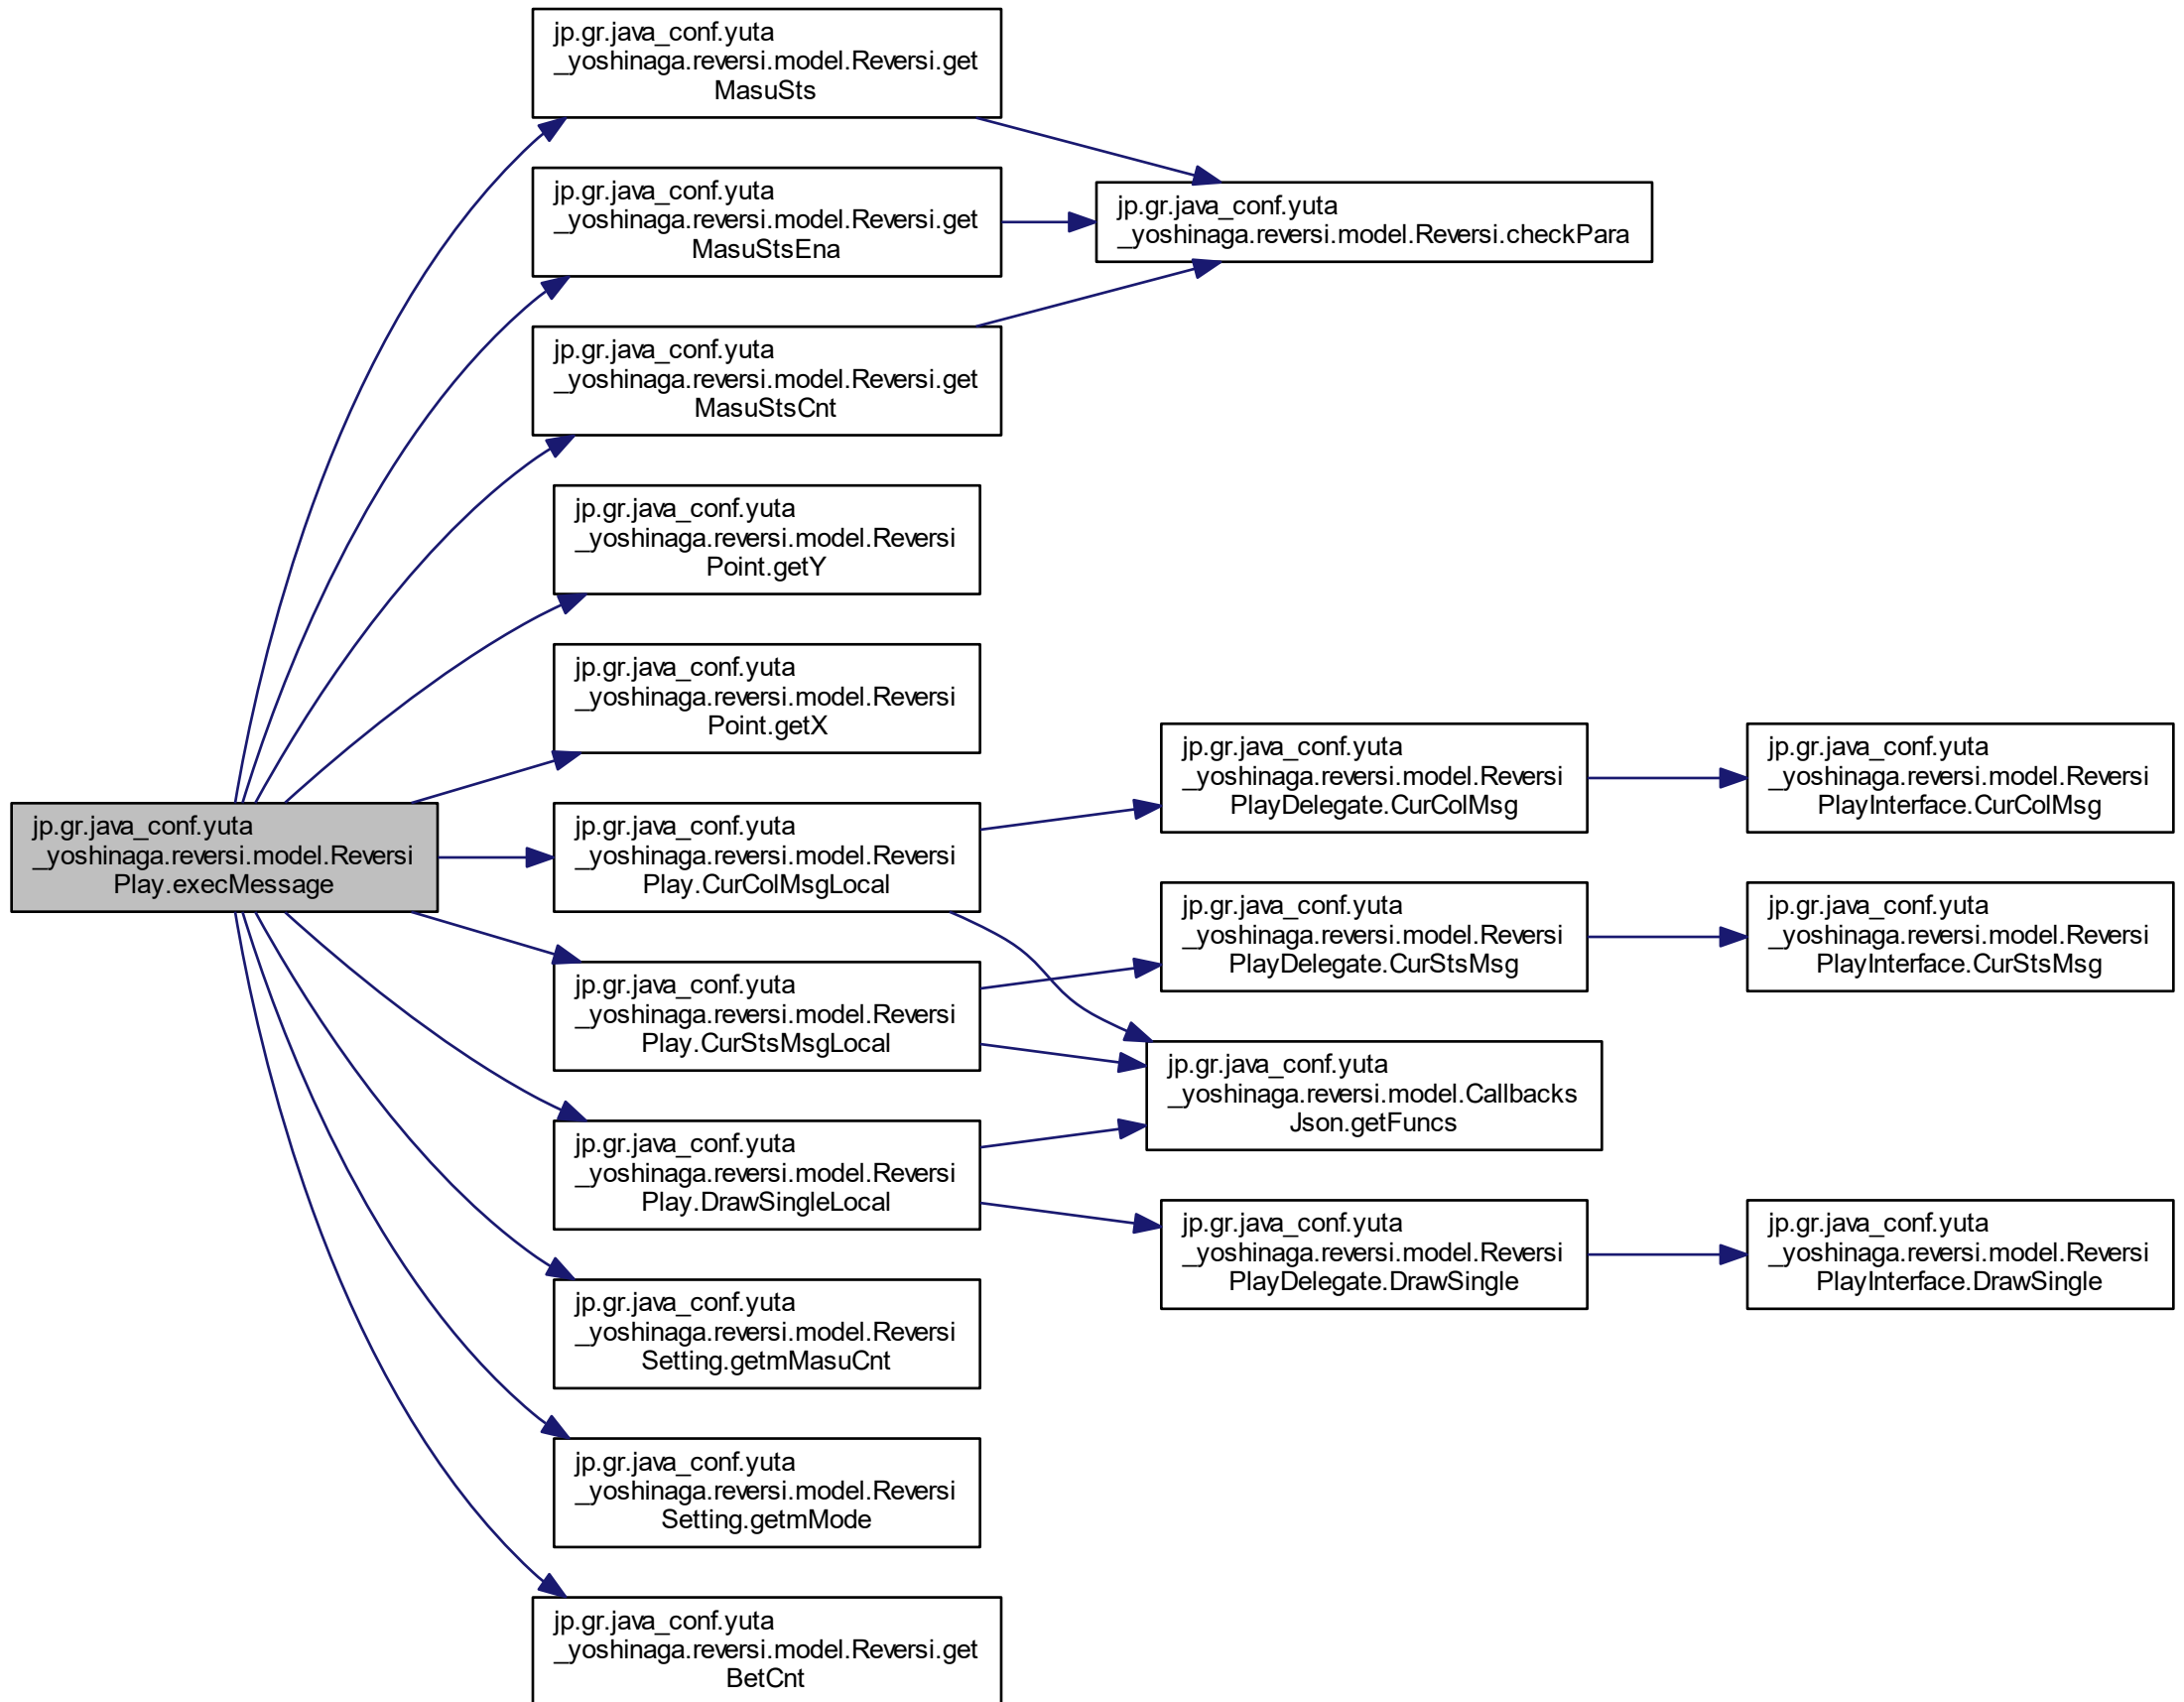 jp.gr.java_conf.yuta
_yoshinaga.reversi.model.Reversi.get
MasuSts
jp.gr.java_conf.yuta
_yoshinaga.reversi.model.Reversi.get
MasuStsEna
jp.gr.java_conf.yuta
_yoshinaga.reversi.model.Reversi.checkPara
jp.gr.java_conf.yuta
_yoshinaga.reversi.model.Reversi.get
MasuStsCnt
jp.gr.java_conf.yuta
_yoshinaga.reversi.model.Reversi
Point.getY
jp.gr.java_conf.yuta
_yoshinaga.reversi.model.Reversi
Point.getX
jp.gr.java_conf.yuta
_yoshinaga.reversi.model.Reversi
Play.execMessage
jp.gr.java_conf.yuta
_yoshinaga.reversi.model.Reversi
Play.CurColMsgLocal
jp.gr.java_conf.yuta
_yoshinaga.reversi.model.Reversi
PlayDelegate.CurColMsg
jp.gr.java_conf.yuta
_yoshinaga.reversi.model.Reversi
PlayInterface.CurColMsg
jp.gr.java_conf.yuta
_yoshinaga.reversi.model.Reversi
Play.CurStsMsgLocal
jp.gr.java_conf.yuta
_yoshinaga.reversi.model.Reversi
PlayDelegate.CurStsMsg
jp.gr.java_conf.yuta
_yoshinaga.reversi.model.Reversi
PlayInterface.CurStsMsg
jp.gr.java_conf.yuta
_yoshinaga.reversi.model.Callbacks
Json.getFuncs
jp.gr.java_conf.yuta
_yoshinaga.reversi.model.Reversi
Play.DrawSingleLocal
jp.gr.java_conf.yuta
_yoshinaga.reversi.model.Reversi
PlayDelegate.DrawSingle
jp.gr.java_conf.yuta
_yoshinaga.reversi.model.Reversi
PlayInterface.DrawSingle
jp.gr.java_conf.yuta
_yoshinaga.reversi.model.Reversi
Setting.getmMasuCnt
jp.gr.java_conf.yuta
_yoshinaga.reversi.model.Reversi
Setting.getmMode
jp.gr.java_conf.yuta
_yoshinaga.reversi.model.Reversi.get
BetCnt